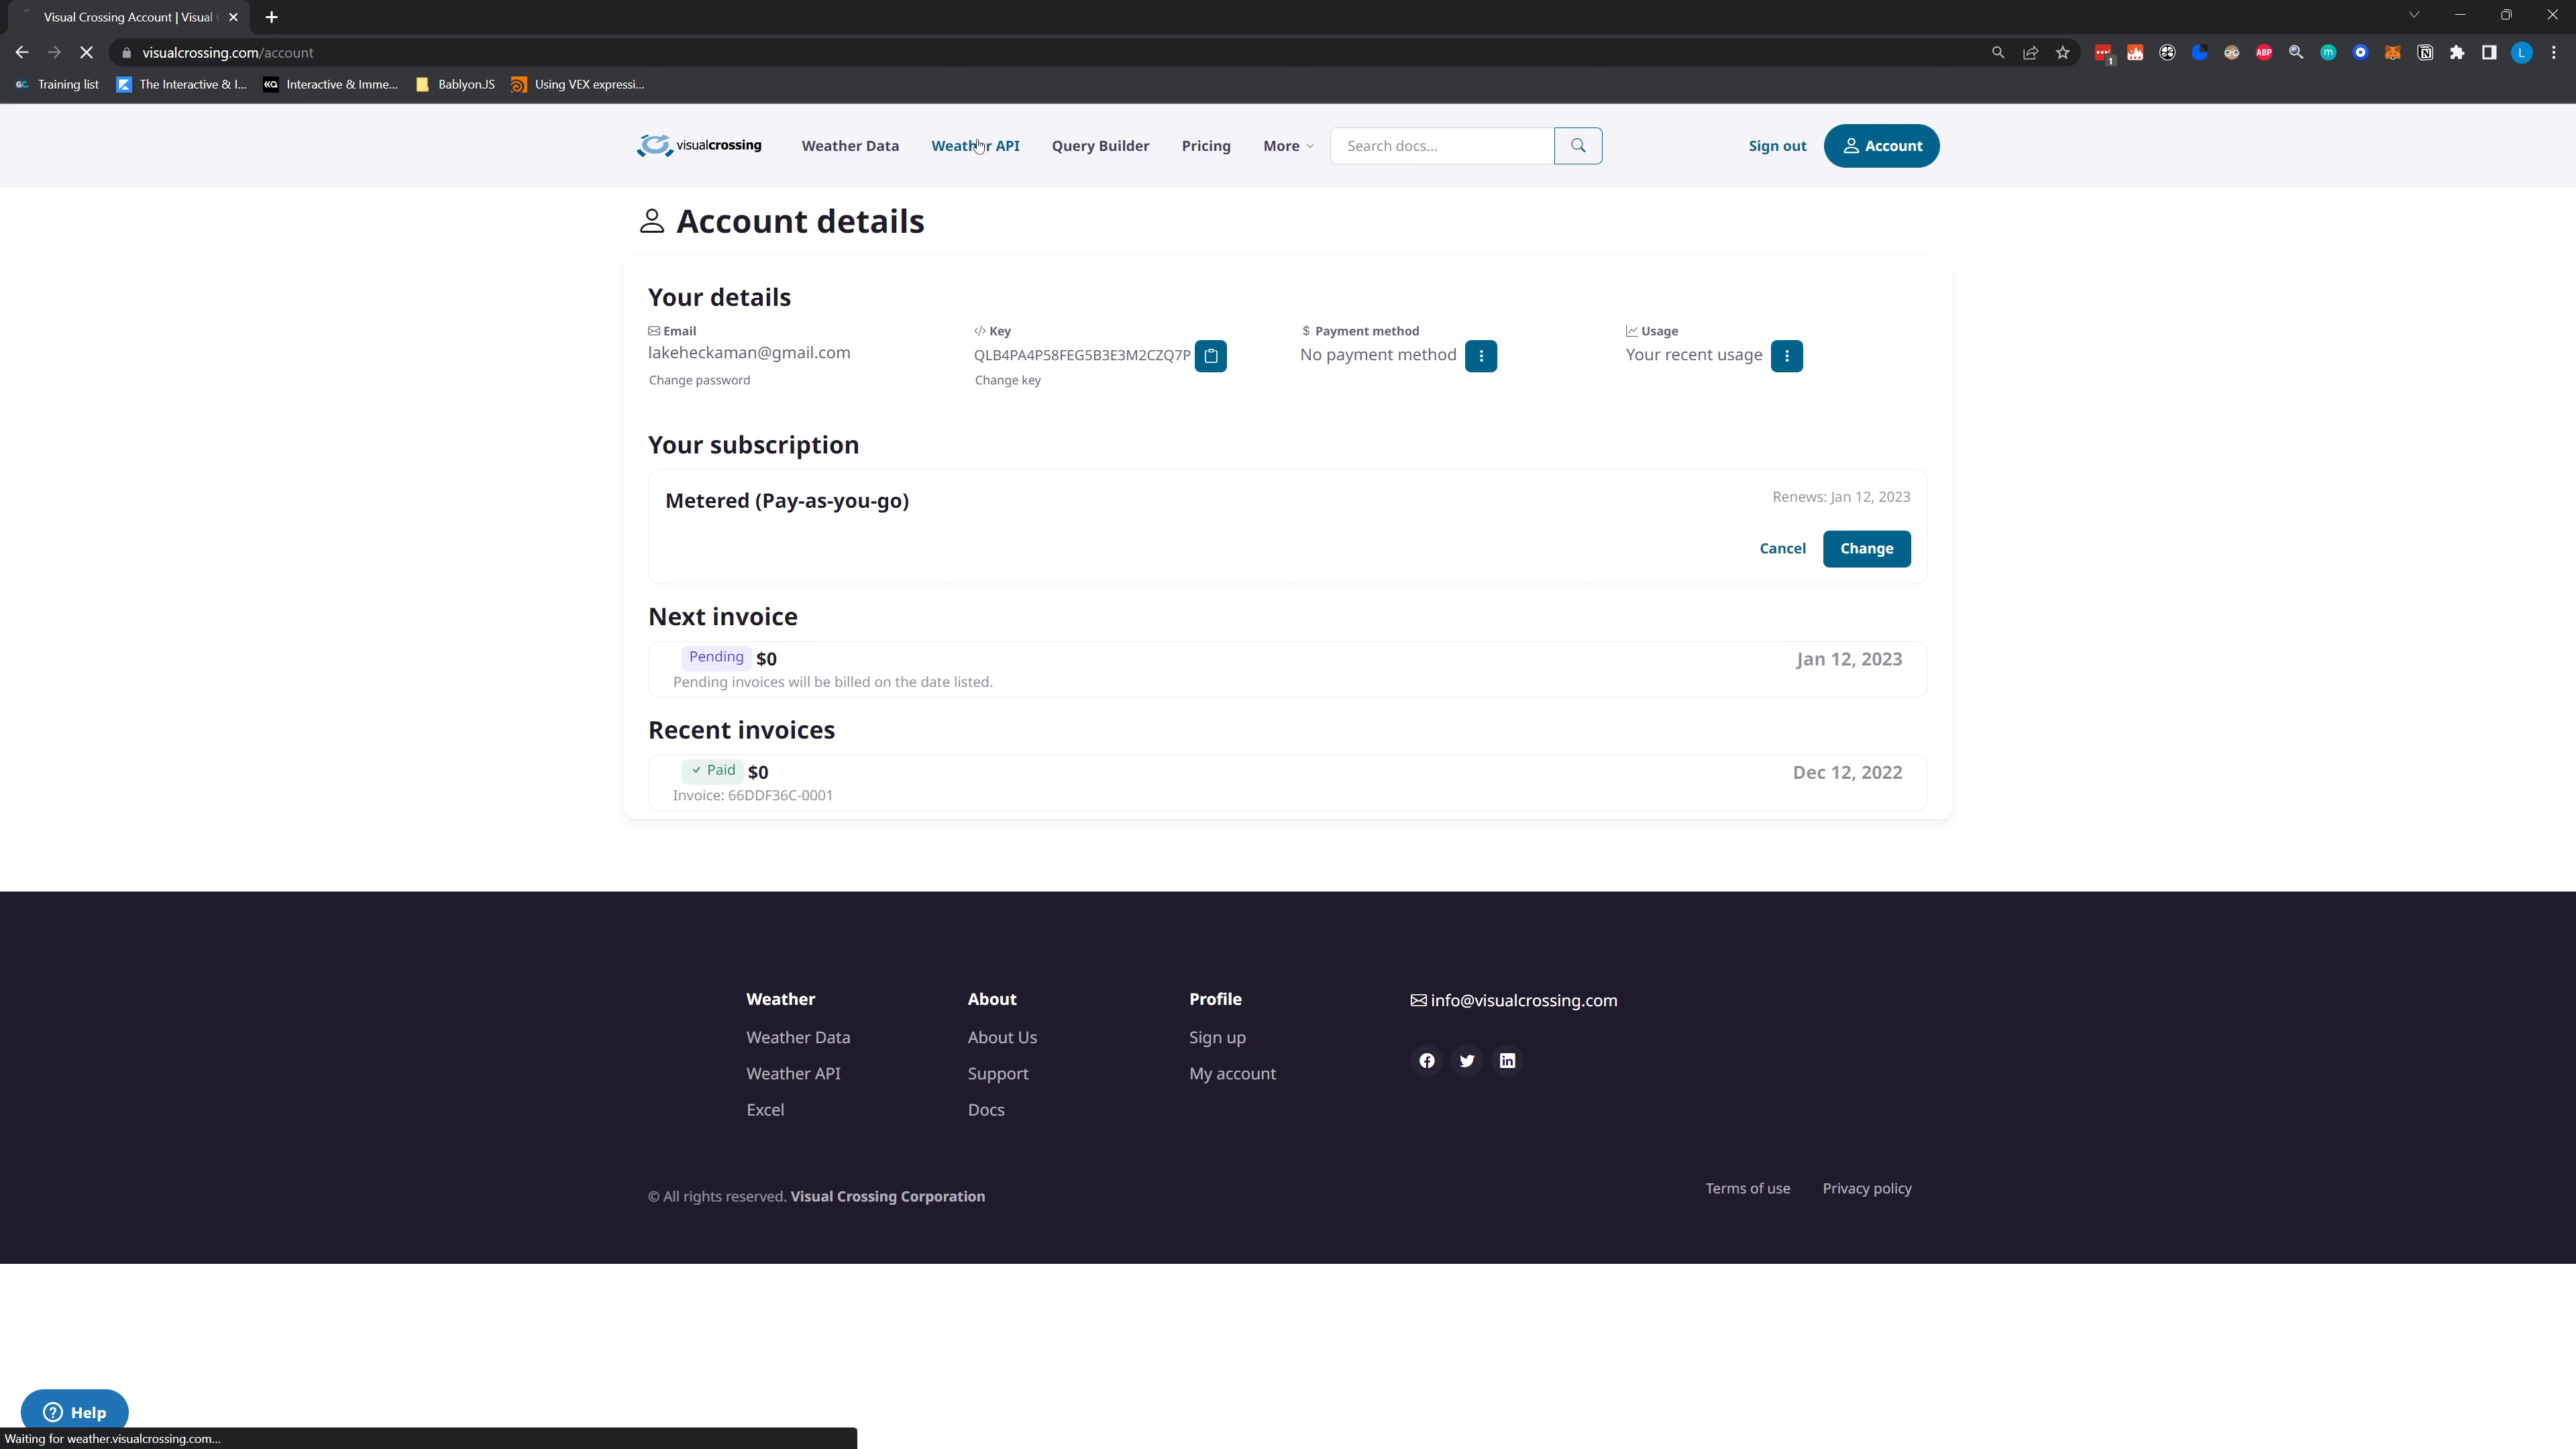 Visual Crossing Account | Visual
visualcrossing.com/account
1
L
Training list
The Interactive & I...
Interactive & Imme...
BablyonJS
Using VEX expressi...
visualcrossing
Weather Data
Weather API
Query Builder
Pricing
More
Search docs...
Sign out
Account
Account details
Your details
Email
lakeheckaman@gmail.com
Change password
Key
QLB4PA4P58FEG5B3E3M2CZQ7P
Change key
Payment method
No payment method
Usage
Your recent usage
Your subscription
Metered (Pay-as-you-go)
Renews: Jan 12, 2023
Cancel
Change
Next invoice
Pending $0
Jan 12, 2023
Pending invoices will be billed on the date listed.
Recent invoices
Paid $0
Dec 12, 2022
Invoice: 66DDF36C-0001
Weather
Weather Data
Weather API
Excel
About
About Us
Support
Docs
Profile
Sign up
My account
info@visualcrossing.com
© All rights reserved. Visual Crossing Corporation
Terms of use
Privacy policy
Help
Waiting for weather.visualcrossing.com...